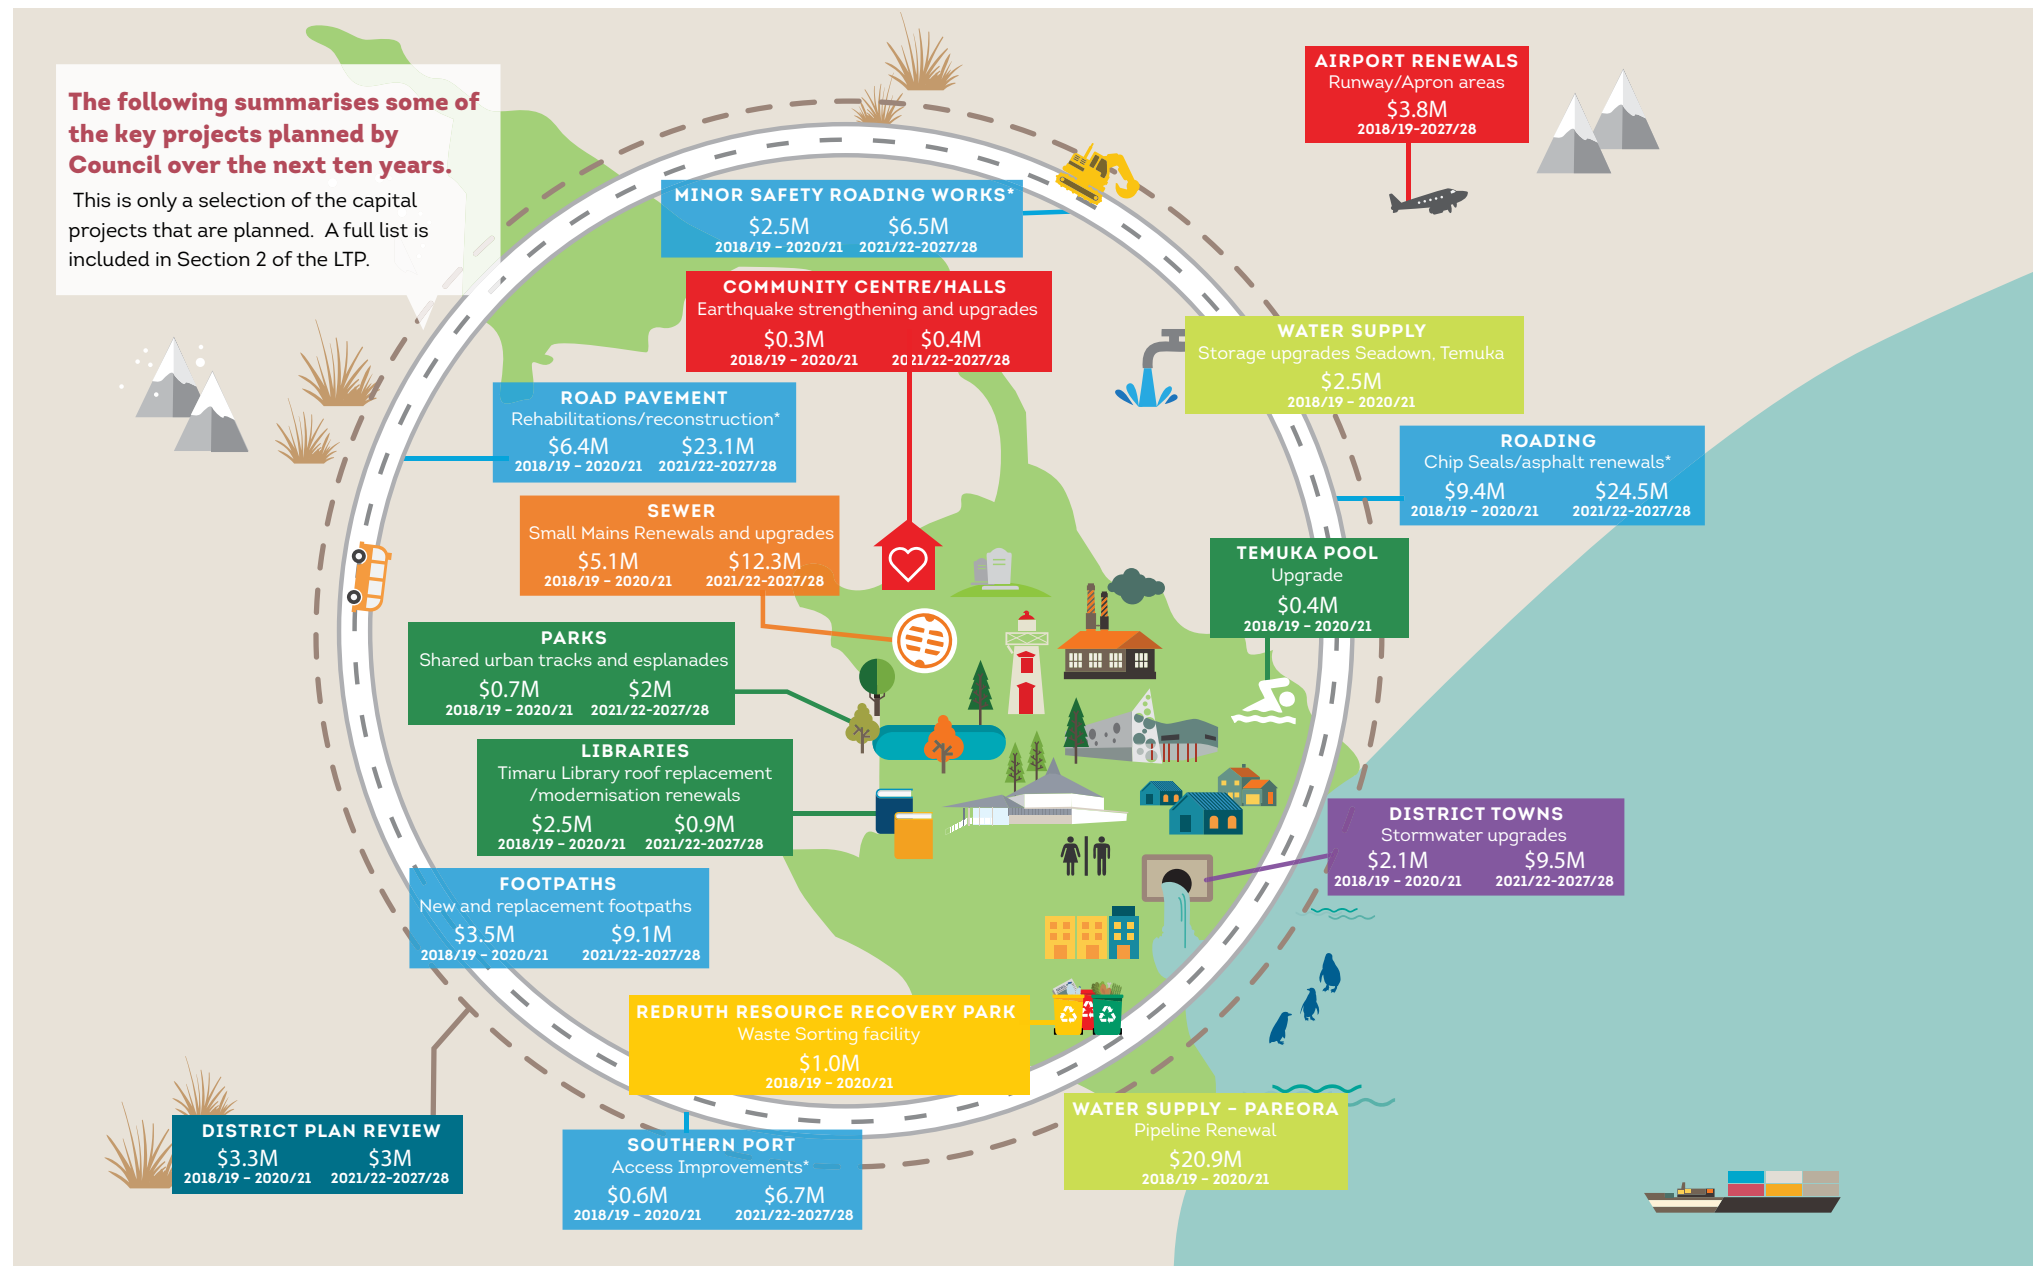 The following summarises some of
the key projects planned by
Council over the next ten years.
This is only a selection of the capital
projects that are planned. A full list is
included in Section 2 of the LTP.
AIRPORT RENEWALS
Runway/Apron areas
$3.8M
2018/19-2027/28
MINOR SAFETY ROADING WORKS*
$2.5M $6.5M
2018/19 – 2020/21 2021/22-2027/28
COMMUNITY CENTRE/HALLS
Earthquake strengthening and upgrades
$0.3M $0.4M
2018/19 – 2020/21 2021/22-2027/28
WATER SUPPLY
Storage upgrades Seadown, Temuka
$2.5M
2018/19 – 2020/21
ROAD PAVEMENT
Rehabilitations/reconstruction*
$6.4M $23.1M
2018/19 – 2020/21 2021/22-2027/28
ROADING
Chip Seals/asphalt renewals*
$9.4M $24.5M
2018/19 – 2020/21 2021/22-2027/28
SEWER
Small Mains Renewals and upgrades
$5.1M $12.3M
2018/19 – 2020/21 2021/22-2027/28
TEMUKA POOL
Upgrade
$0.4M
2018/19 – 2020/21
PARKS
Shared urban tracks and esplanades
$0.7M $2M
2018/19 – 2020/21 2021/22-2027/28
LIBRARIES
Timaru Library roof replacement
/modernisation renewals
$2.5M $0.9M
2018/19 – 2020/21 2021/22-2027/28
DISTRICT TOWNS
Stormwater upgrades
$2.1M $9.5M
2018/19 – 2020/21 2021/22-2027/28
FOOTPATHS
New and replacement footpaths
$3.5M $9.1M
2018/19 – 2020/21 2021/22-2027/28
REDRUTH RESOURCE RECOVERY PARK
Waste Sorting facility
$1.0M
2018/19 – 2020/21
WATER SUPPLY – PAREORA
Pipeline Renewal
$20.9M
2018/19 – 2020/21
DISTRICT PLAN REVIEW
$3.3M $3M
2018/19 – 2020/21 2021/22-2027/28
SOUTHERN PORT
Access Improvements*
$0.6M $6.7M
2018/19 – 2020/21 2021/22-2027/28